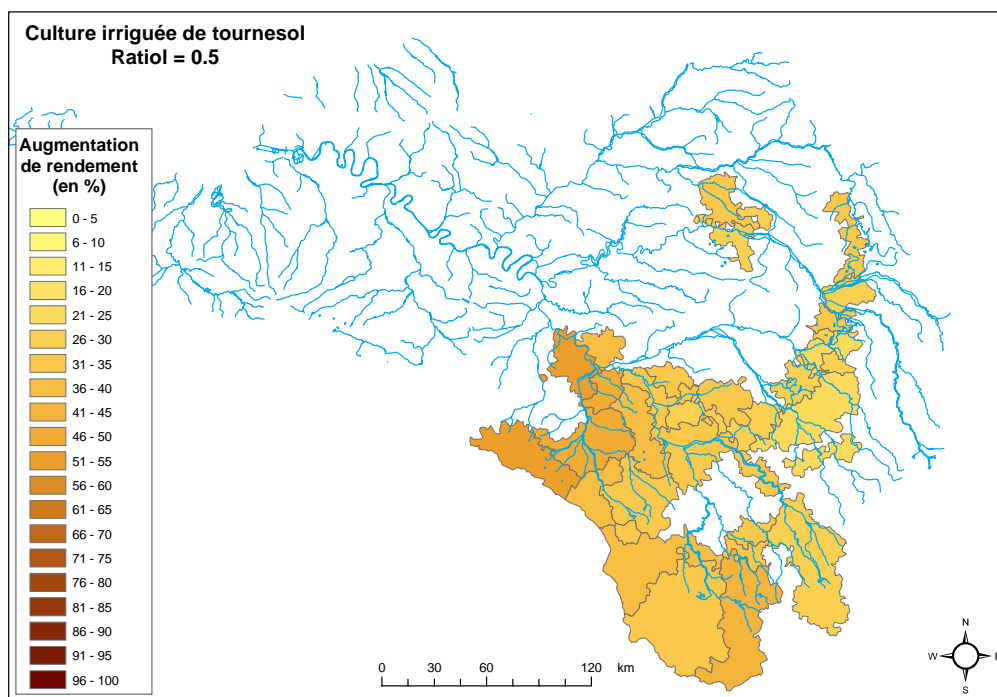 Culture irriguée de tournesol
Ratiol = 0.5
Augmentation
de rendement
(en %)
0 - 5
6 - 10
11 - 15
16 - 20
21 - 25
26 - 30
31 - 35
36 - 40
41 - 45
46 - 50
51 - 55
56 - 60
61 - 65
66 - 70
71 - 75
76 - 80
81 - 85
86 - 90
91 - 95
96 - 100
0 30 60 120 km
N
W E
S